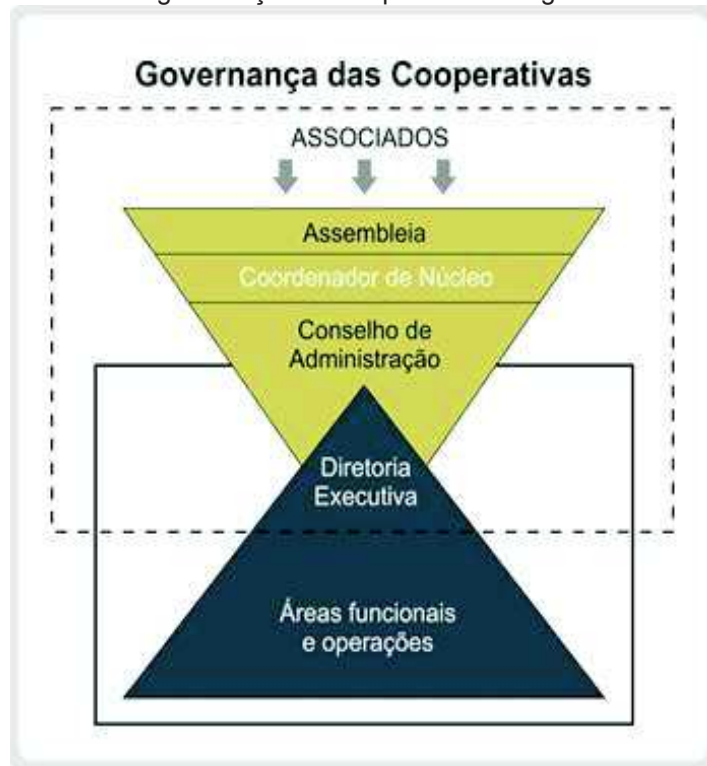 Governança das Cooperativas
ASSOCIADOS
Assembleia
Coordenador de Núcleo
Conselho de
Administração
Diretoria
Executiva
Áreas funcionais
e operações